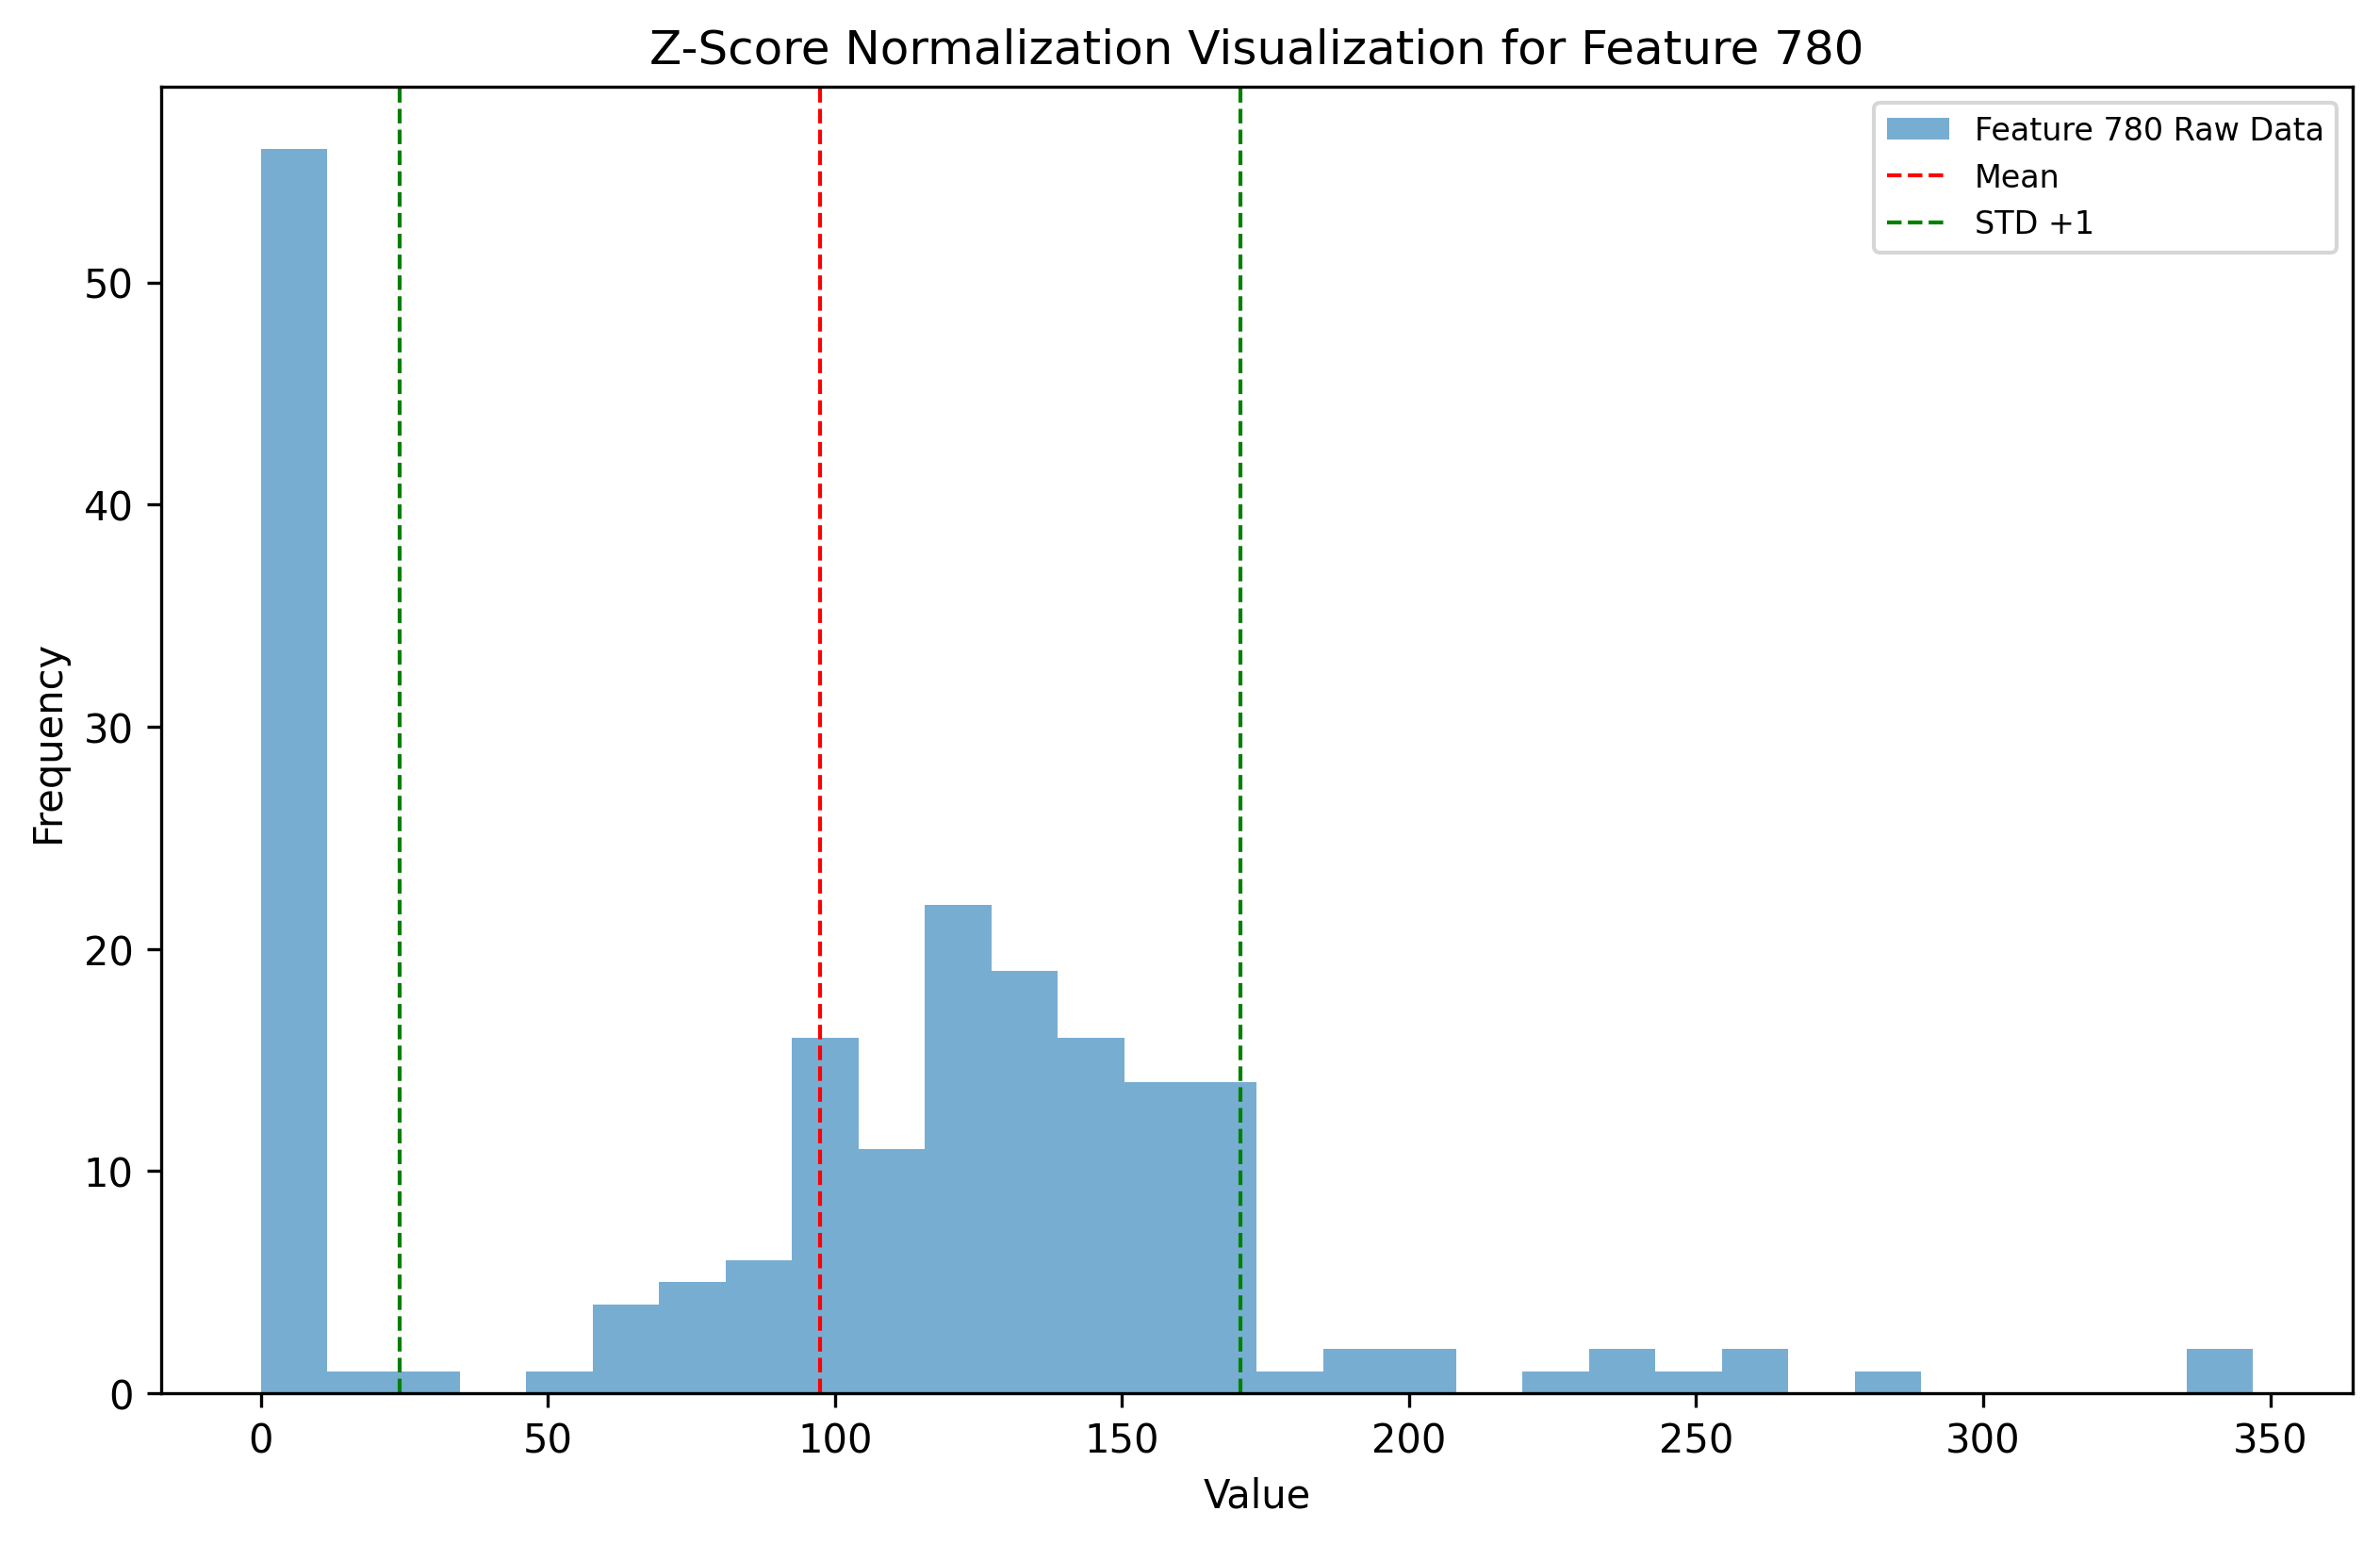 Z-Score Normalization Visualization for Feature 780
Feature 780 Raw Data
Mean
STD +1
Frequency
50
40
30
20
10
0
0 50 100 150 200 250 300 350
Value